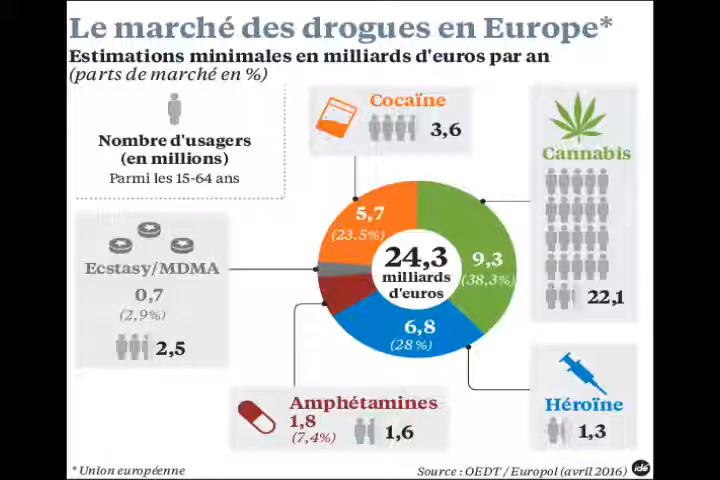 Le marché des drogues en Europe*
Estimations minimales en milliards d'euros par an
(parts de marché en %)
Nombre d'usagers
(en millions)
Parmi les 15-64 ans
Cocaïne
3,6
Cannabis
22,1
5,7
(23.5%)
24,3
milliards
d'euros
9,3
(38,3%)
6,8
(28%)
Ecstasy/MDMA
0,7
(2,9%)
2,5
Amphétamines
1,8
(7,4%)
1,6
Héroïne
1,3
* Union européenne
Source : OEDT / Europol (avril 2016)
idé